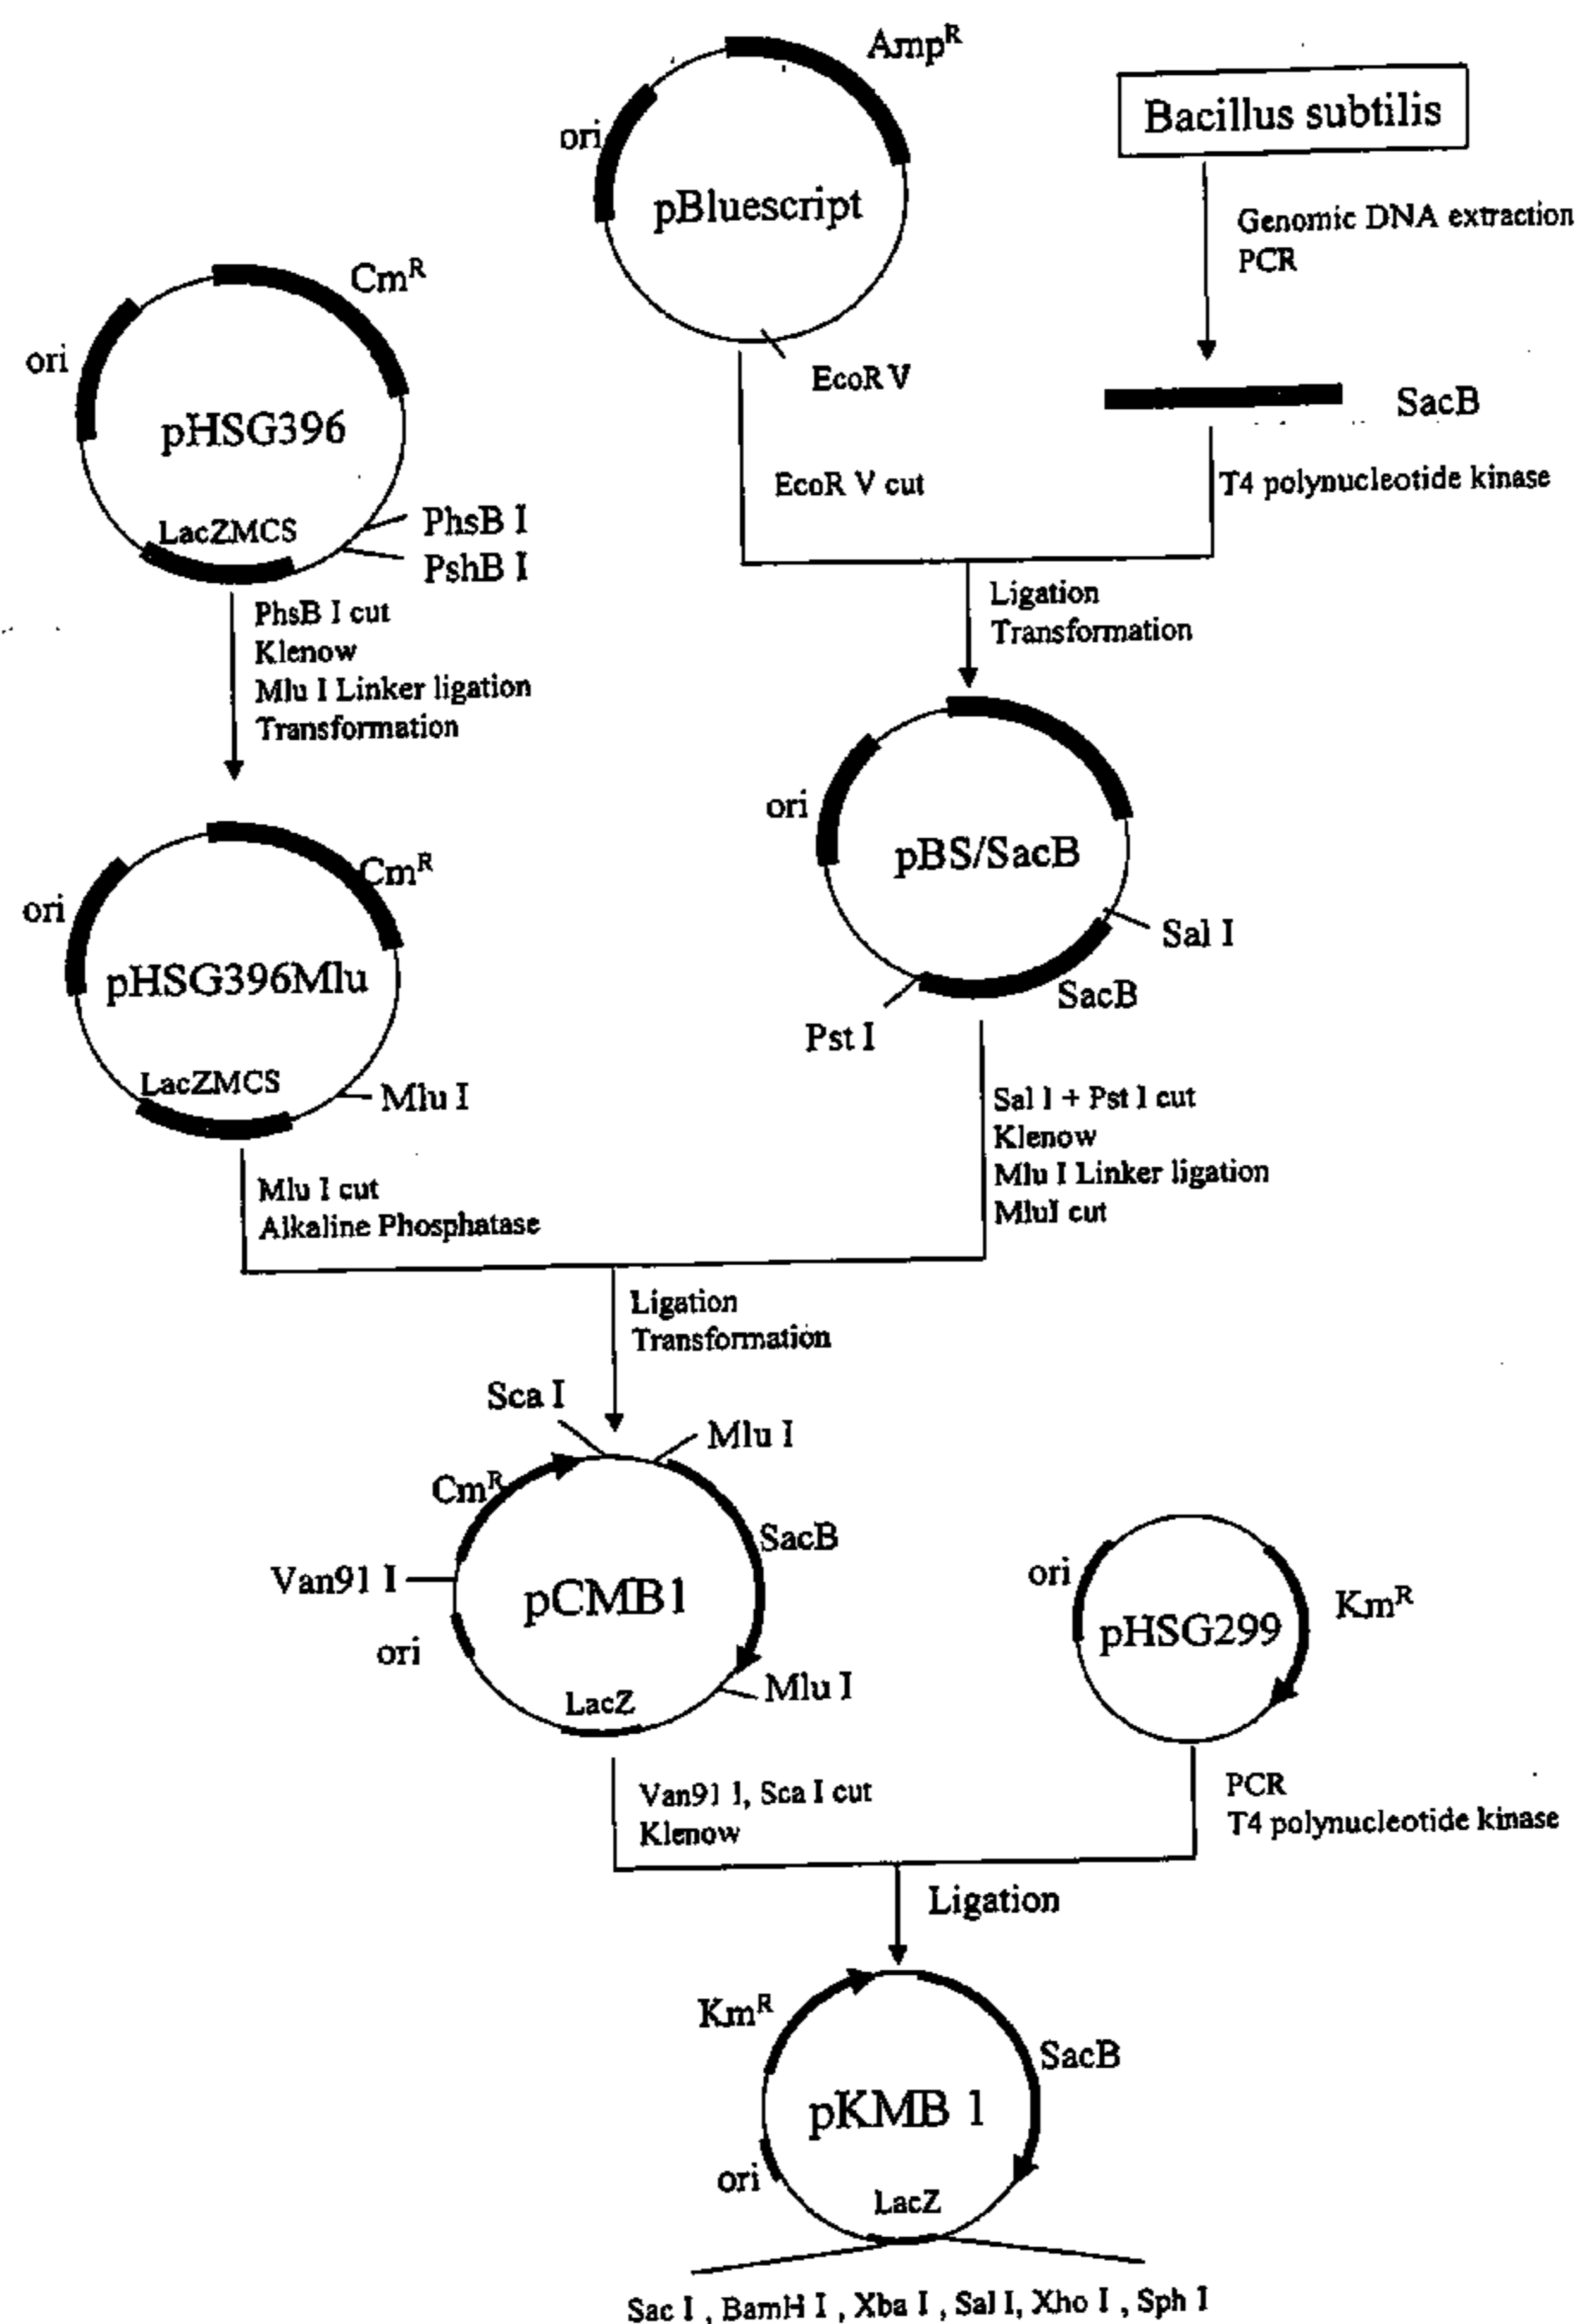 Amp^R
ori
pBluescript
EcoR V
Bacillus subtilis
Genomic DNA extraction
PCR
SacB
Cm^R
ori
pHSG396
LacZMCS
PhsB I
PshB I
EcoR V cut
T4 polynucleotide kinase
Ligation
Transformation
PhsB I cut
Klenow
Mlu I Linker ligation
Transformation
ori
pBS/SacB
Sal I
SacB
Pst I
Cm^R
ori
pHSG396Mlu
LacZMCS
Mlu I
Mlu I cut
Alkaline Phosphatase
Sal I + Pst I cut
Klenow
Mlu I Linker ligation
MluI cut
Ligation
Transformation
Sca I
Mlu I
Cm^R
SacB
Van91 I
pCMB1
ori
LacZ
Mlu I
ori
pHSG299
Km^R
Van91 I, Sca I cut
Klenow
PCR
T4 polynucleotide kinase
Ligation
Km^R
SacB
pKMB 1
ori
LacZ
Sac I , BamH I , Xba I , Sal I, Xho I , Sph I